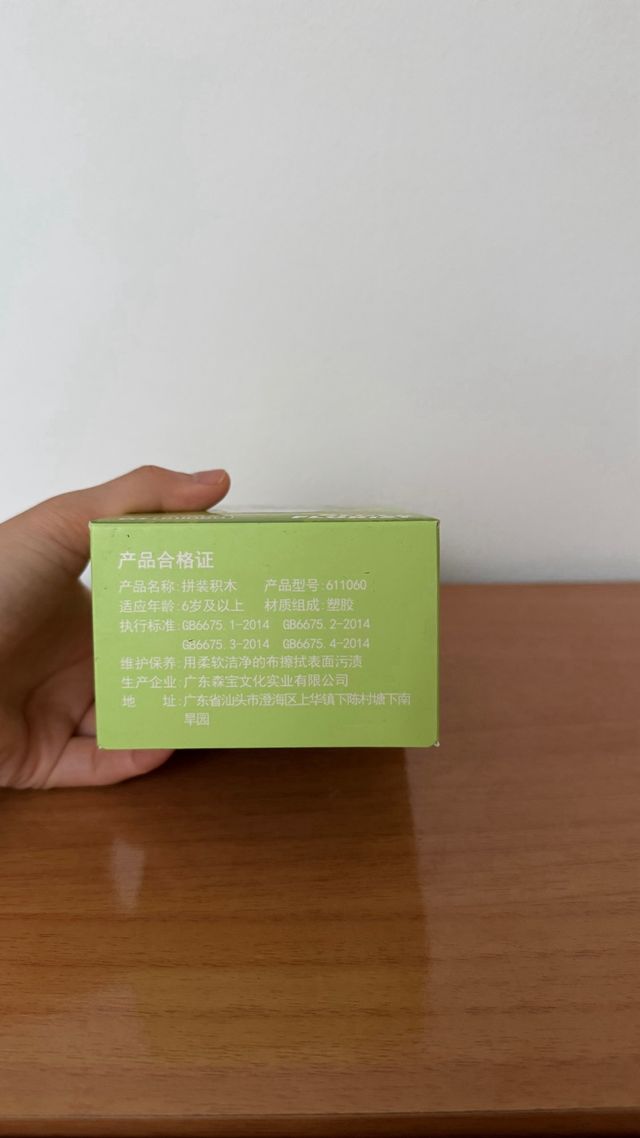 产品合格证
产品名称:拼装积木 产品型号:611060
适应年龄:6岁及以上 材质组成:塑胶
执行标准:GB6675.1-2014 GB6675.2-2014
GB6675.3-2014 GB6675.4-2014
维护保养:用柔软洁净的布擦拭表面污渍
生产企业:广东森宝文化实业有限公司
地 址:广东省汕头市澄海区上华镇下陈村塘下南
旱园